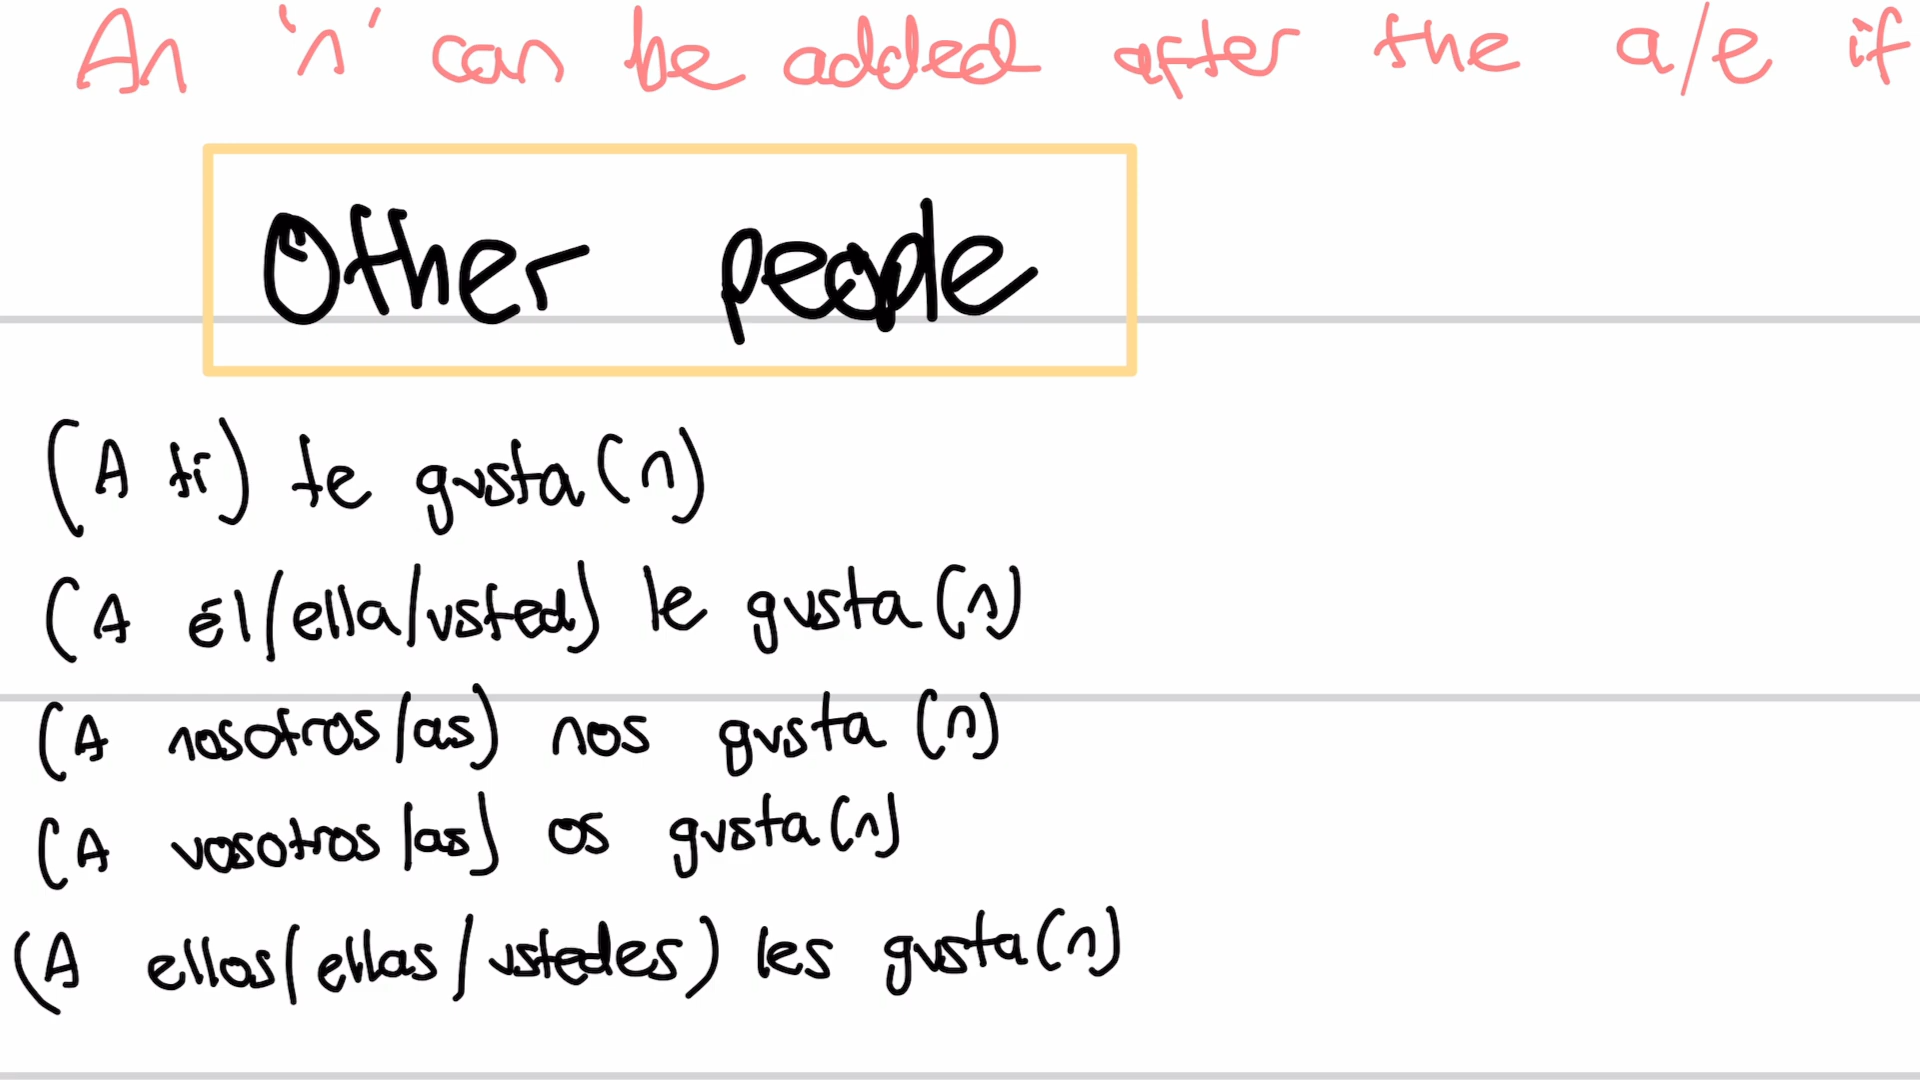 An 'n' can be added after the a/e if
Other people
(A ti) te gusta(n)
(A él/ella/usted) le gusta(n)
(A nosotros/as) nos gusta (n)
(A vosotros/as) os gusta(n)
(A ellos/ellas/ustedes) les gusta(n)